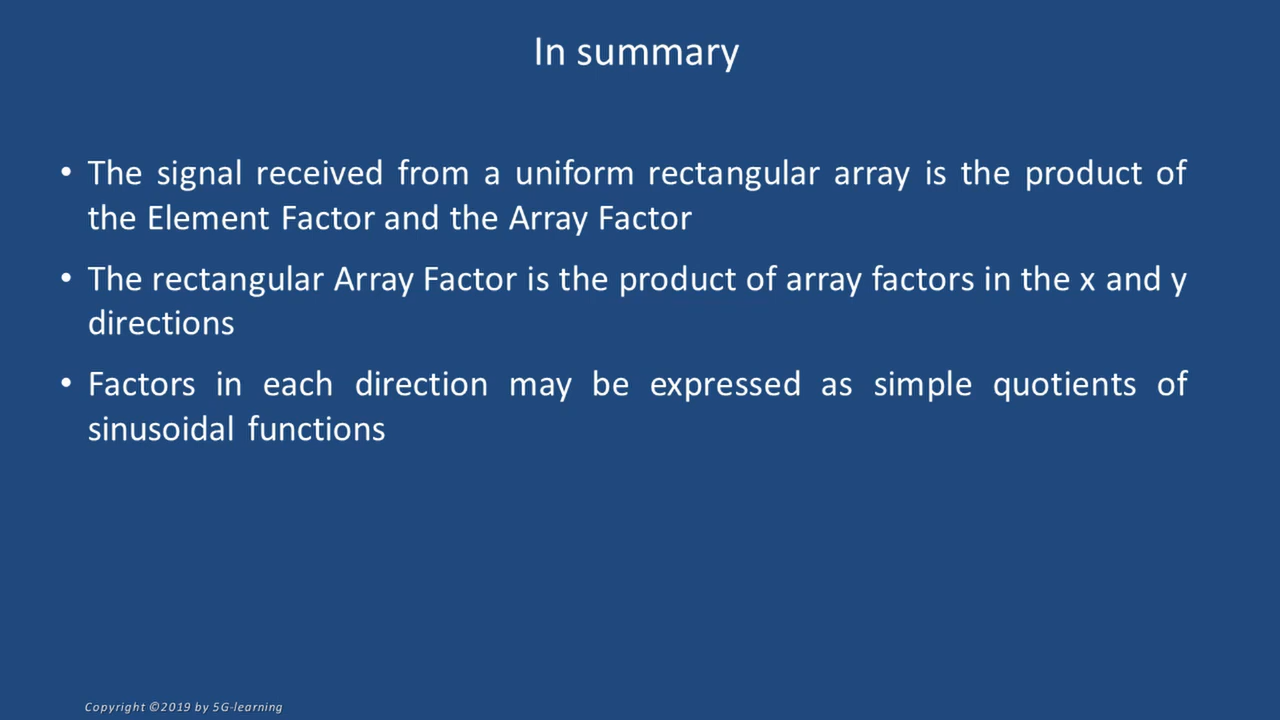 In summary
• The signal received from a uniform rectangular array is the product of
the Element Factor and the Array Factor
• The rectangular Array Factor is the product of array factors in the x and y
directions
• Factors in each direction may be expressed as simple quotients of
sinusoidal functions
Copyright ©2019 by 5G-learning